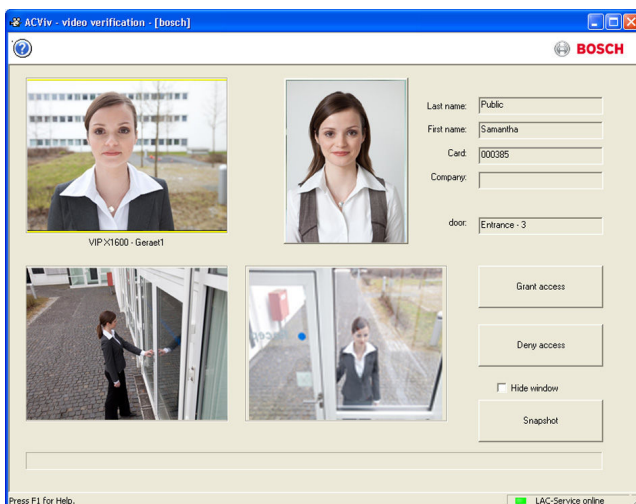 ACViv - video verification - [bosch]
BOSCH
Last name: Public
First name: Samantha
Card: 000385
Company:
door: Entrance - 3
VIP X1600 - Geraet1
Grant access
Deny access
Hide window
Snapshot
Press F1 for Help.
LAC-Service online